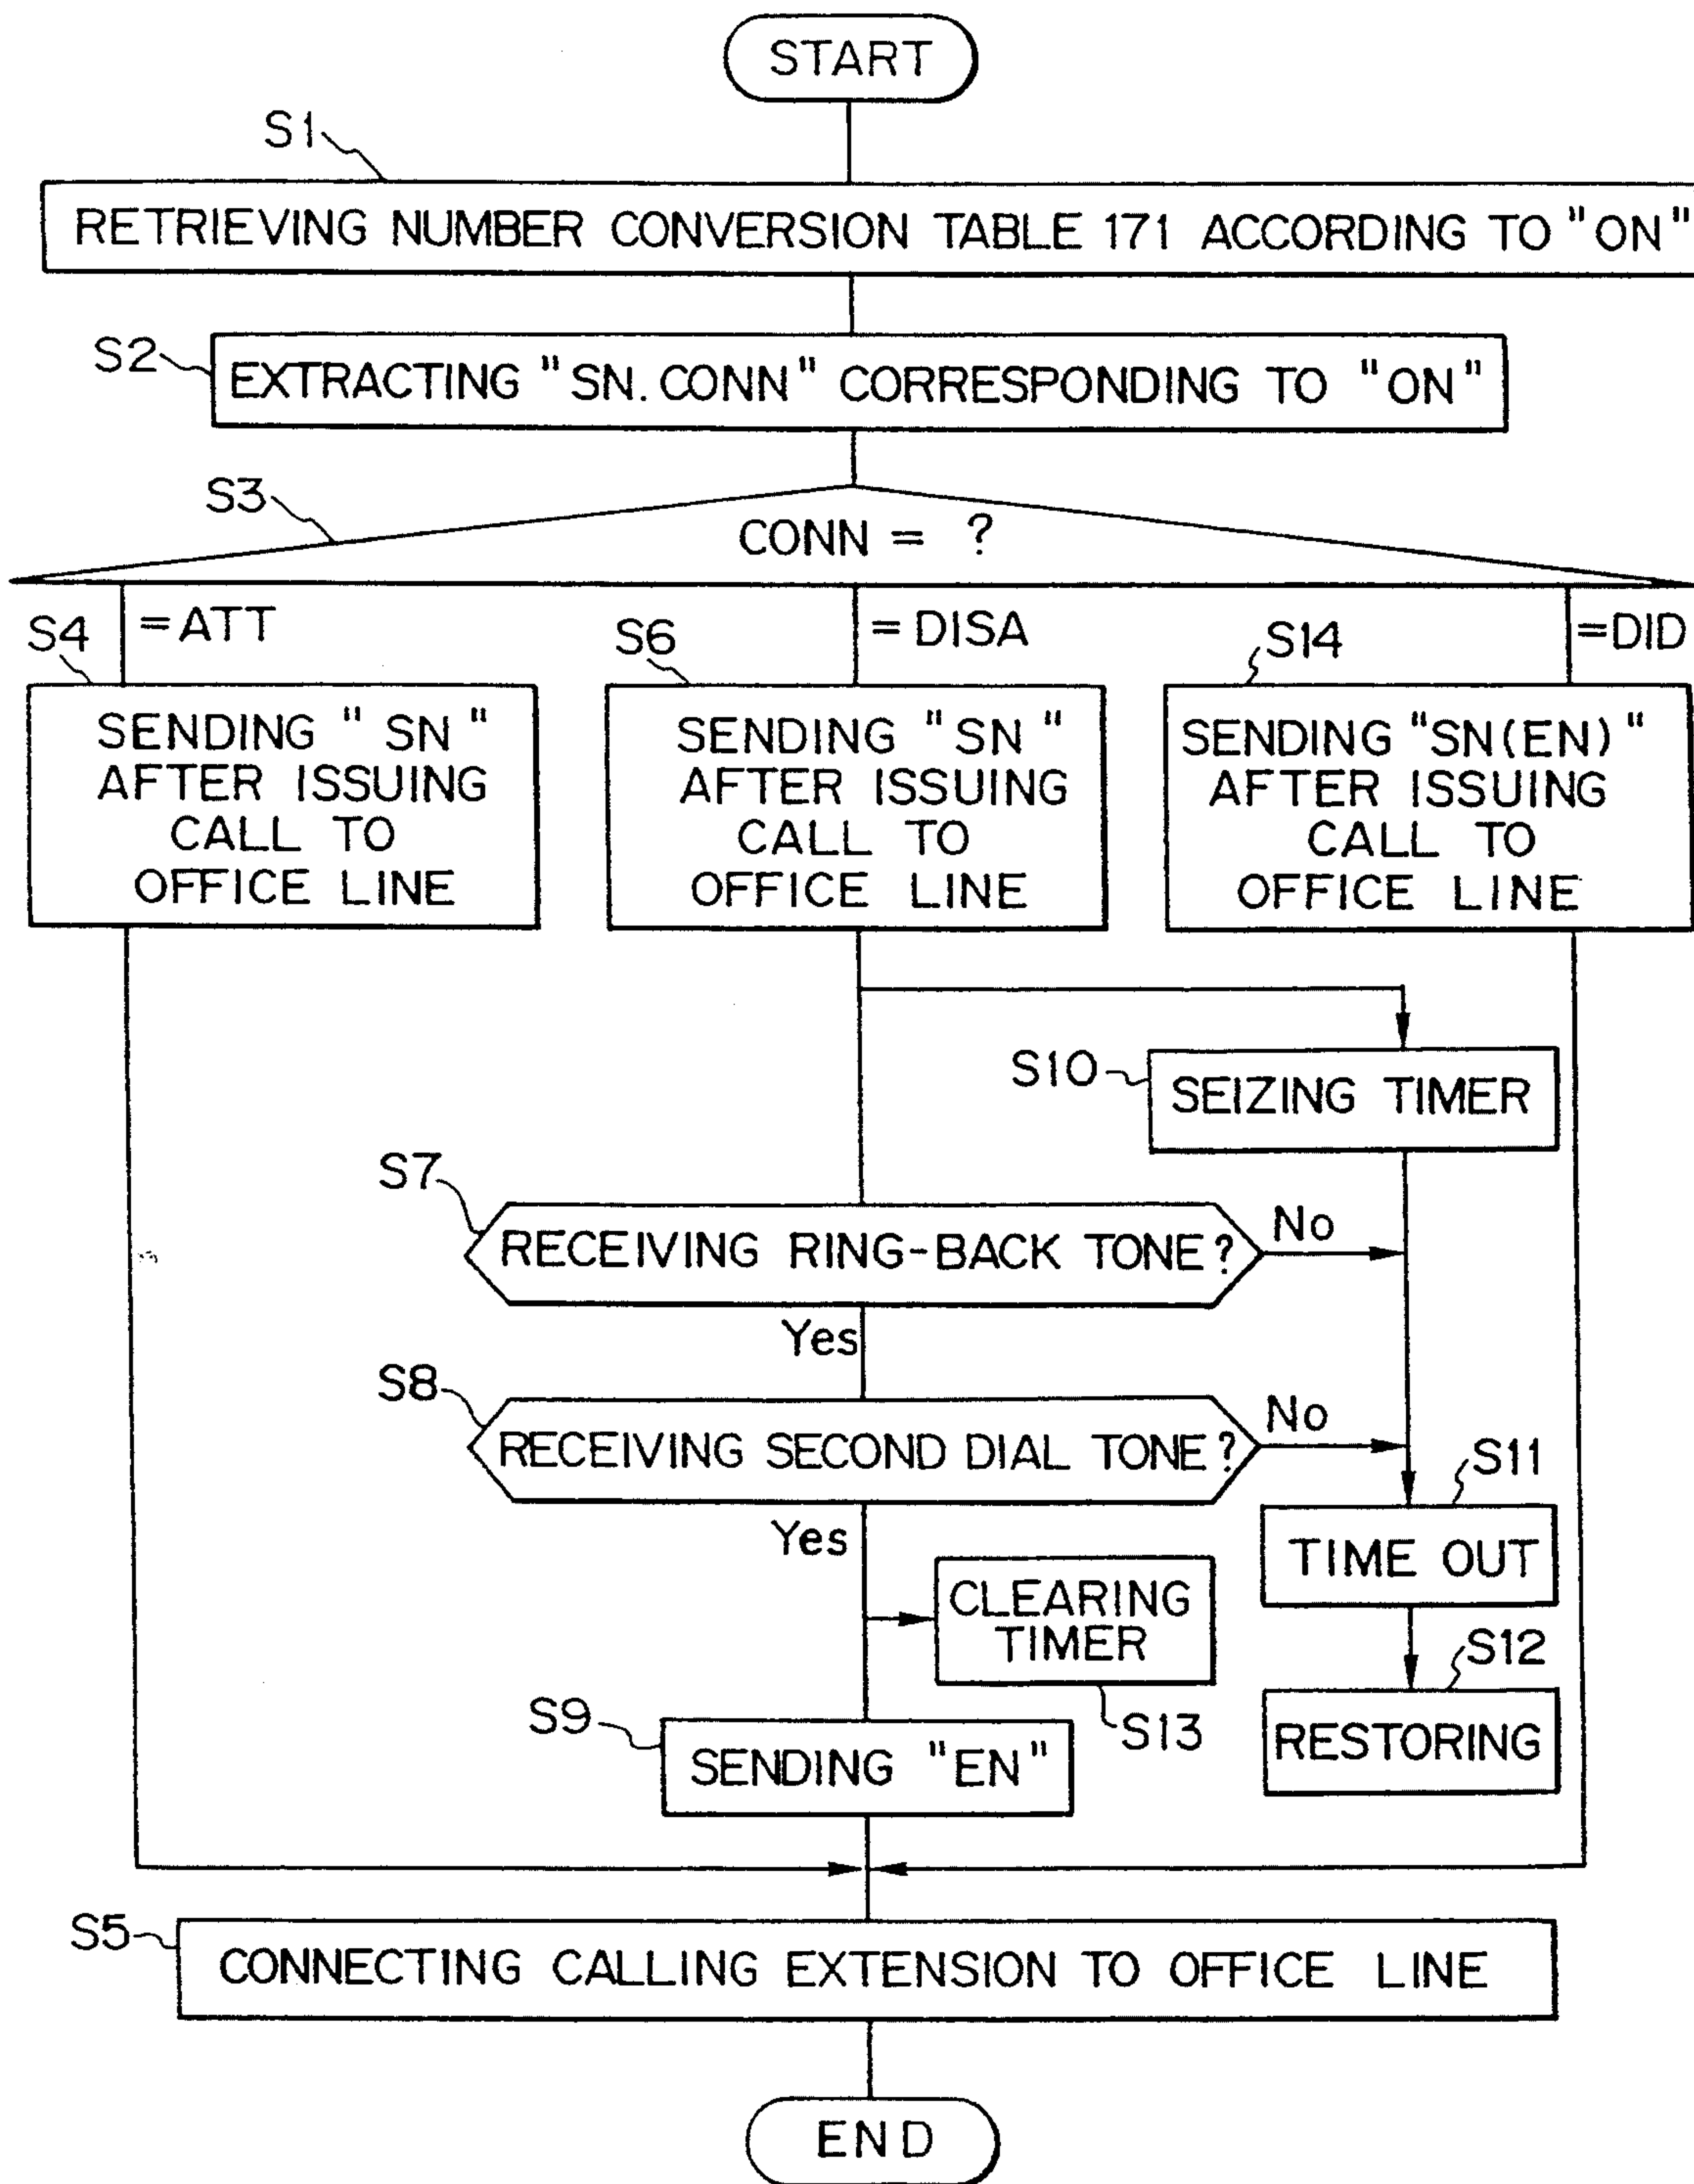 START
S1
RETRIEVING NUMBER CONVERSION TABLE 171 ACCORDING TO "ON"
S2
EXTRACTING "SN. CONN" CORRESPONDING TO "ON"
S3
CONN = ?
=ATT
=DISA
=DID
S4
SENDING "SN"
AFTER ISSUING
CALL TO
OFFICE LINE
S6
SENDING "SN"
AFTER ISSUING
CALL TO
OFFICE LINE
S14
SENDING "SN(EN)"
AFTER ISSUING
CALL TO
OFFICE LINE
S10
SEIZING TIMER
S7
RECEIVING RING-BACK TONE?
No
Yes
S8
RECEIVING SECOND DIAL TONE?
No
Yes
S11
TIME OUT
CLEARING
TIMER
S13
S12
RESTORING
S9
SENDING "EN"
S5
CONNECTING CALLING EXTENSION TO OFFICE LINE
END